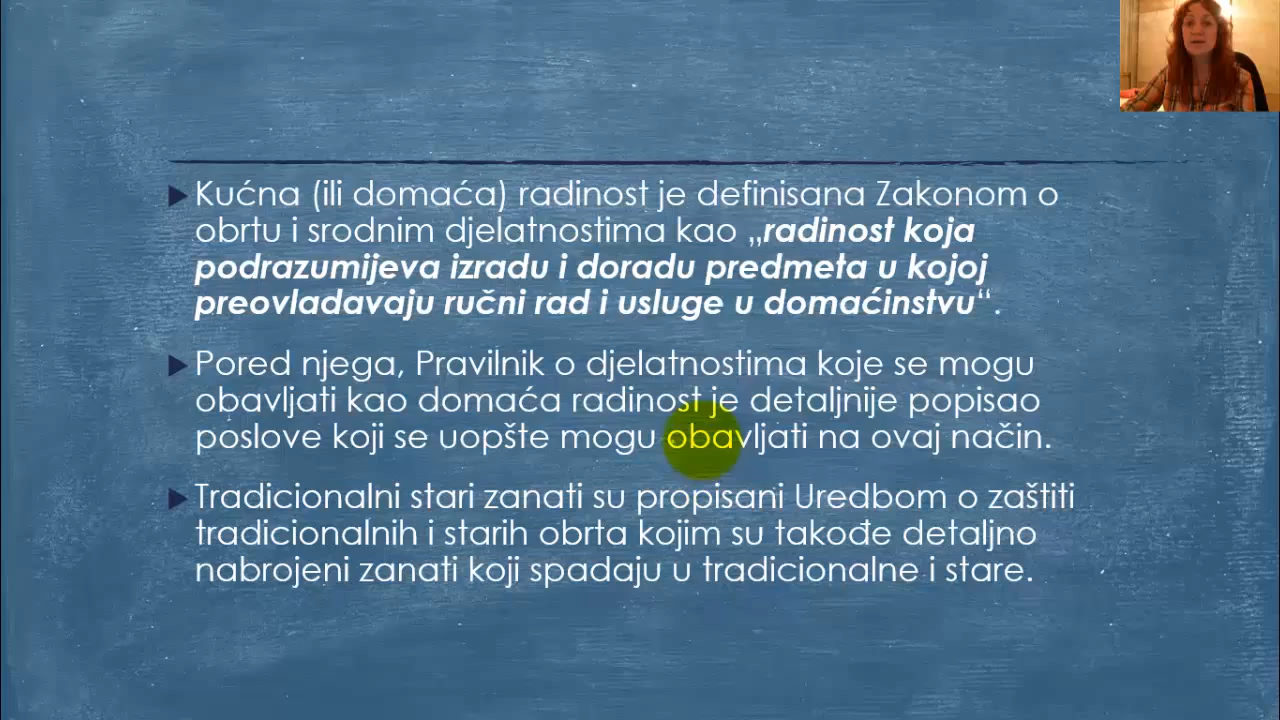 Kućna (ili domaća) radinost je definisana Zakonom o
obrtu i srodnim djelatnostima kao „radinost koja
podrazumijeva izradu i doradu predmeta u kojoj
preovladavaju ručni rad i usluge u domaćinstvu“.
Pored njega, Pravilnik o djelatnostima koje se mogu
obavljati kao domaća radinost je detaljnije popisao
poslove koji se uopšte mogu obavljati na ovaj način.
Tradicionalni stari zanati su propisani Uredbom o zaštiti
tradicionalnih i starih obrta kojim su takođe detaljno
nabrojeni zanati koji spadaju u tradicionalne i stare.